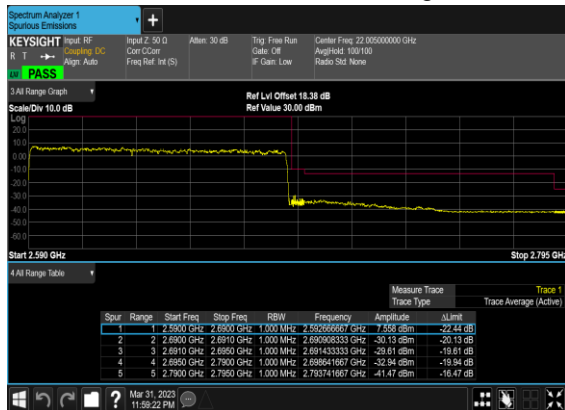 Spectrum Analyzer 1
Spurious Emissions
KEYSIGHT
R T
PASS
Input: RF
Coupling: DC
Align: Auto
Input Z: 50 Ω
Corr CCorr
Freq Ref: Int (S)
Atten: 30 dB
Trig: Free Run
Gate: Off
IF Gain: Low
Center Freq: 22.005000000 GHz
Avg|Hold: 100/100
Radio Std: None
3 All Range Graph
Scale/Div 10.0 dB
Ref Lvl Offset 18.38 dB
Ref Value 30.00 dBm
Log
20.0
10.0
0.00
-10.0
-20.0
-30.0
-40.0
-50.0
-60.0
Start 2.590 GHz
Stop 2.795 GHz
4 All Range Table
Measure Trace Trace 1
Trace Type Trace Average (Active)
Spur Range Start Freq Stop Freq RBW Frequency Amplitude ΔLimit
1 1 2.5900 GHz 2.6900 GHz 1.000 MHz 2.592666667 GHz 7.558 dBm -22.44 dB
2 2 2.6900 GHz 2.6910 GHz 1.000 MHz 2.690908333 GHz -30.13 dBm -20.13 dB
3 3 2.6910 GHz 2.6950 GHz 1.000 MHz 2.691433333 GHz -29.61 dBm -19.61 dB
4 4 2.6950 GHz 2.7900 GHz 1.000 MHz 2.698641667 GHz -32.94 dBm -19.94 dB
5 5 2.7900 GHz 2.7950 GHz 1.000 MHz 2.793741667 GHz -41.47 dBm -16.47 dB
?
Mar 31, 2023
11:59:22 PM